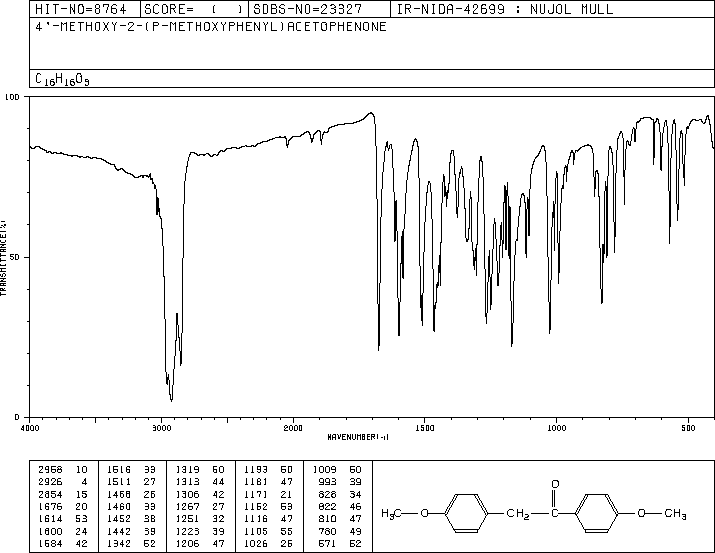 HIT-NO=8764 SCORE= ( ) SDBS-NO=23327 IR-NIDA-42699 : NUJOL MULL
4'-METHOXY-2-(P-METHOXYPHENYL)ACETOPHENONE
C16H16O3
100
TRANSMITTANCE(%)
50
0
4000 3000 2000 1500 1000 500
WAVENUMBER(-1)
2958 10 1516 39 1319 50 1193 50 1009 50
2926 4 1511 27 1313 44 1181 47 993 39
2854 15 1468 26 1306 42 1171 21 828 34
1676 20 1460 39 1267 27 1152 53 822 46
1614 53 1452 38 1251 32 1116 47 810 47
1600 24 1442 39 1223 39 1105 55 780 49
1584 42 1342 52 1206 47 1026 25 571 52
O
H3C O CH2 C O CH3